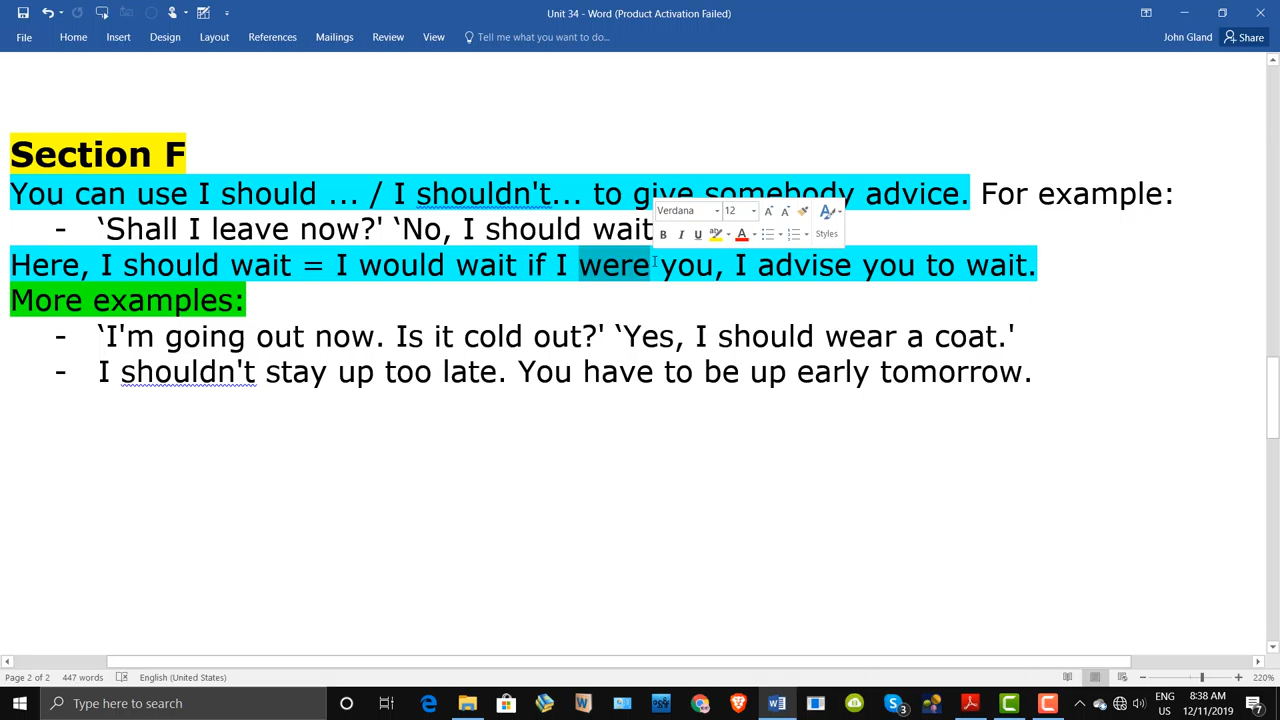 Unit 34 - Word (Product Activation Failed)
File Home Insert Design Layout References Mailings Review View Tell me what you want to do... John Gland Share
Section F
You can use I should ... / I shouldn't... to give somebody advice. For example:
Verdana 12
- ‘Shall I leave now?' ‘No, I should wait
Styles
Here, I should wait = I would wait if I were you, I advise you to wait.
More examples:
- ‘I'm going out now. Is it cold out?' ‘Yes, I should wear a coat.'
- I shouldn't stay up too late. You have to be up early tomorrow.
Page 2 of 2 447 words English (United States) 220%
Type here to search
ENG 8:38 AM
US 12/11/2019